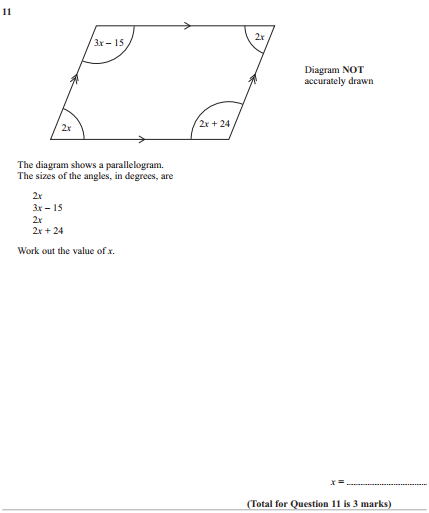 11
3x – 15
2x
2x
2x + 24
Diagram NOT
accurately drawn
The diagram shows a parallelogram.
The sizes of the angles, in degrees, are
2x
3x – 15
2x
2x + 24
Work out the value of x.
x = ................................
(Total for Question 11 is 3 marks)